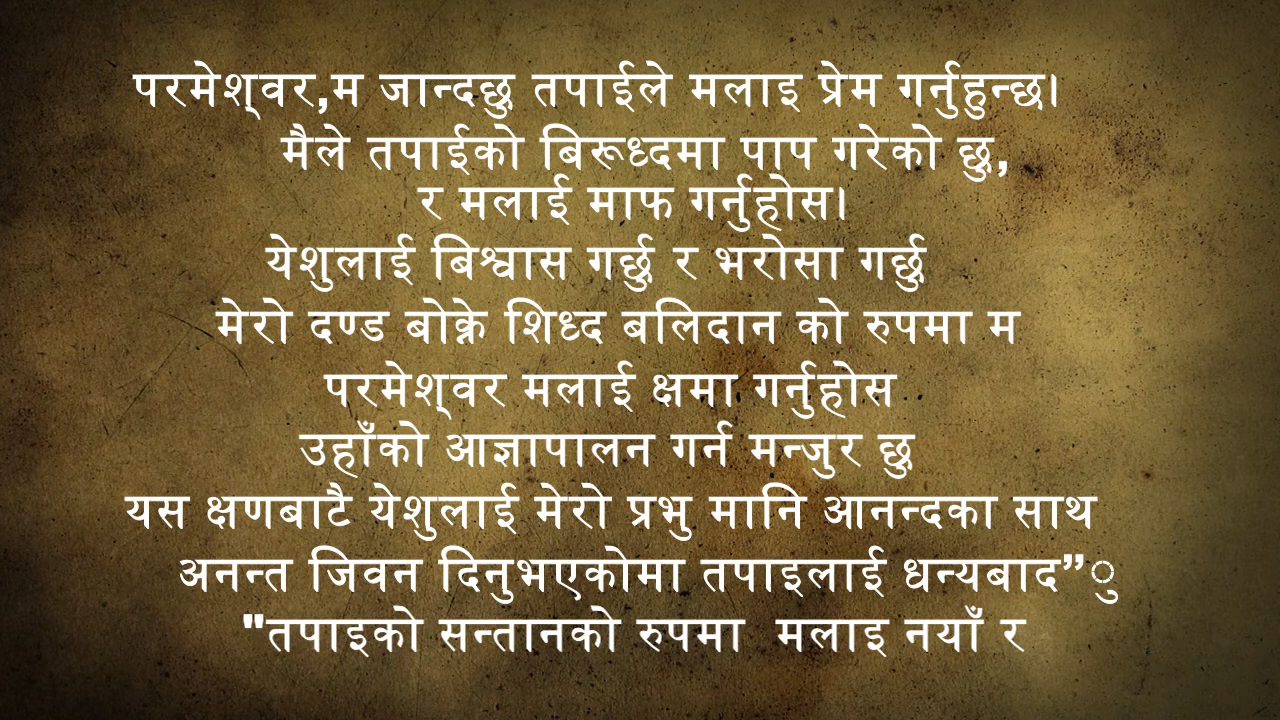 परमेश्‌वर,म जान्दछु तपाईले मलाइ प्रेम गर्नुहुन्छ।
मैले तपाईको बिरूध्दमा पाप गरेको छु,
र मलाई माफ गर्नुहोस।
येशुलाई बिश्वास गर्छु र भरोसा गर्छु
मेरो दण्ड बोक्ने शिध्द बलिदान को रुपमा म
परमेश्‌वर मलाई क्षमा गर्नुहोस
उहाँको आज्ञापालन गर्न मन्जुर छु
यस क्षणबाटै येशुलाई मेरो प्रभु मानि आनन्दका साथ
अनन्त जिवन दिनुभएकोमा तपाइलाई धन्यबाद”ु
"तपाइको सन्तानको रुपमा  मलाइ नयाँ र